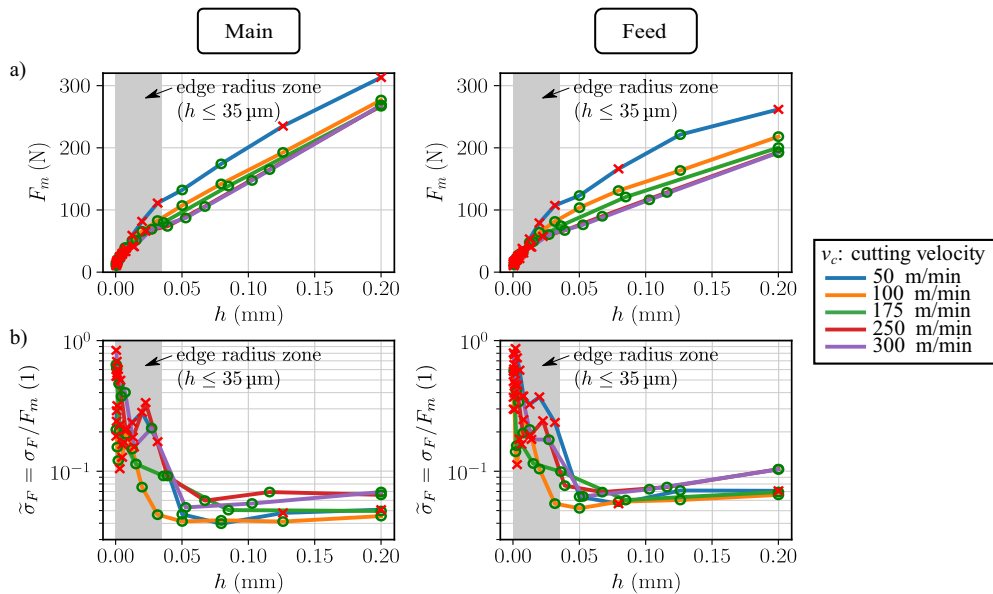 Main
Feed
a)
300
200
100
0
F_m (N)
edge radius zone
(h ≤ 35 μm)
0.00 0.05 0.10 0.15 0.20
h (mm)
300
200
100
0
F_m (N)
edge radius zone
(h ≤ 35 μm)
0.00 0.05 0.10 0.15 0.20
h (mm)
v_c: cutting velocity
50 m/min
100 m/min
175 m/min
250 m/min
300 m/min
b)
10^0
10^−1
σ̃_F = σ_F/F_m (1)
edge radius zone
(h ≤ 35 μm)
0.00 0.05 0.10 0.15 0.20
h (mm)
10^0
10^−1
σ̃_F = σ_F/F_m (1)
edge radius zone
(h ≤ 35 μm)
0.00 0.05 0.10 0.15 0.20
h (mm)